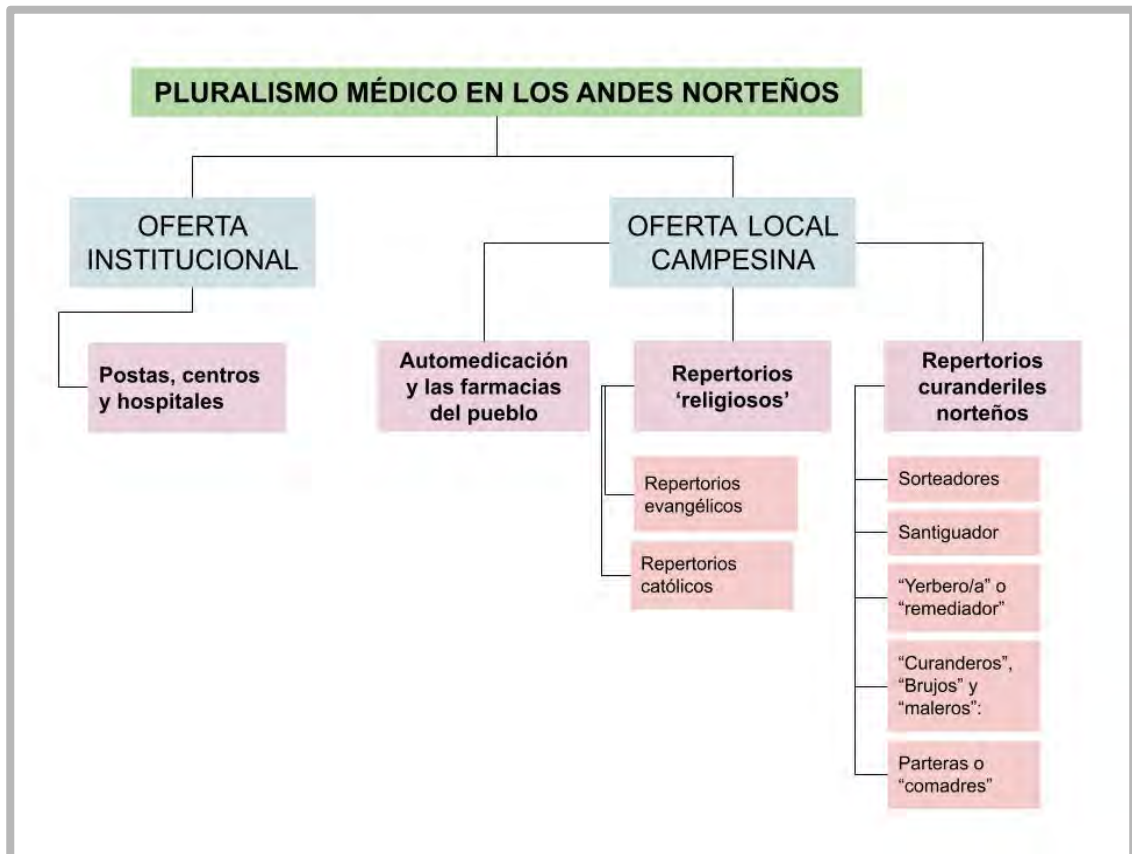 PLURALISMO MÉDICO EN LOS ANDES NORTEÑOS
OFERTA
INSTITUCIONAL
OFERTA LOCAL
CAMPESINA
Postas, centros
y hospitales
Automedicación
y las farmacias
del pueblo
Repertorios
‘religiosos’
Repertorios
curanderiles
norteños
Repertorios
evangélicos
Repertorios
católicos
Sorteadores
Santiguador
“Yerbero/a” o
“remediador”
“Curanderos”,
“Brujos” y
“maleros”:
Parteras o
“comadres”